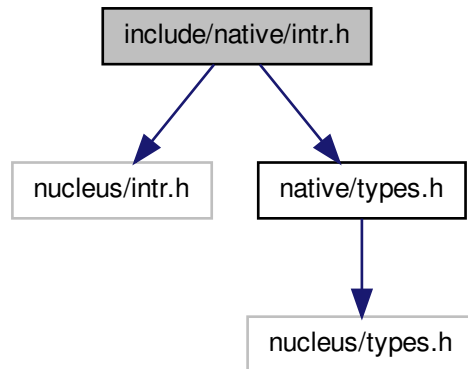 include/native/intr.h
nucleus/intr.h
native/types.h
nucleus/types.h